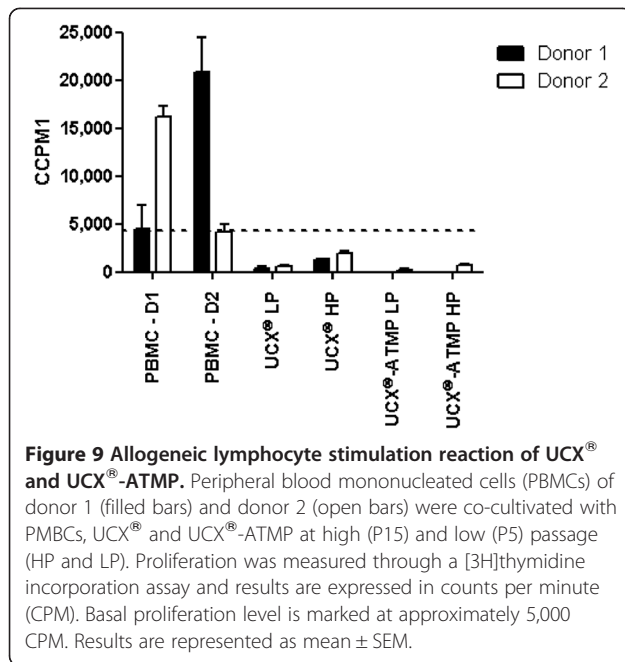 25,000
20,000
15,000
10,000
5,000
0
CCPM1
Donor 1
Donor 2
PBMC - D1
PBMC - D2
UCX® LP
UCX® HP
UCX®-ATMP LP
UCX®-ATMP HP
Figure 9 Allogeneic lymphocyte stimulation reaction of UCX®
and UCX®-ATMP. Peripheral blood mononucleated cells (PBMCs) of
donor 1 (filled bars) and donor 2 (open bars) were co-cultivated with
PMBCs, UCX® and UCX®-ATMP at high (P15) and low (P5) passage
(HP and LP). Proliferation was measured through a [3H]thymidine
incorporation assay and results are expressed in counts per minute
(CPM). Basal proliferation level is marked at approximately 5,000
CPM. Results are represented as mean ± SEM.